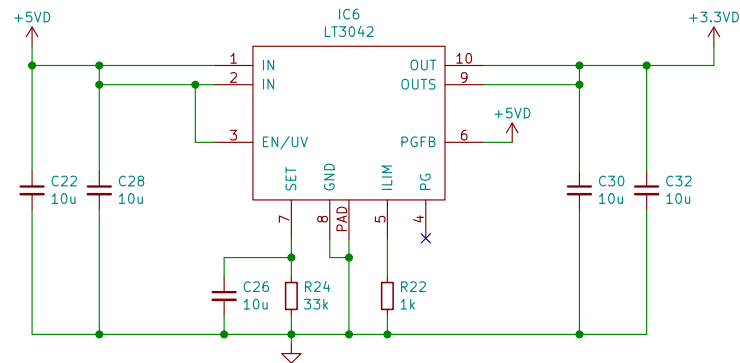 IC6
LT3042
+5VD
+3.3VD
1 IN OUT 10
2 IN OUTS 9
+5VD
3 EN/UV PGFB 6
SET GND PAD ILIM PG
7 8 5 4
C22 10u
C28 10u
C30 10u
C32 10u
C26 10u
R24 33k
R22 1k